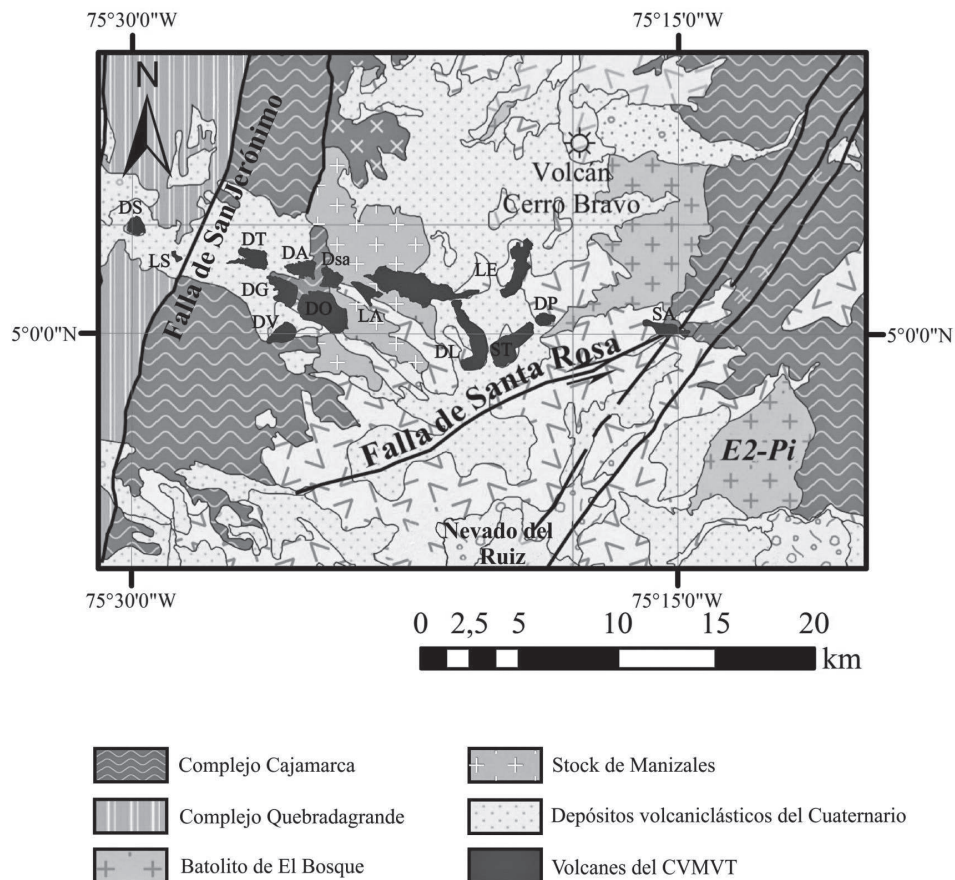 75°30'0"W 75°15'0"W
N
Falla de San Jerónimo
Volcán
Cerro Bravo
DS
LS
DT
DA
Dsa
DG
DO
DV
LA
LE
DP
DL
ST
SA
5°0'0"N 5°0'0"N
Falla de Santa Rosa
E2-Pi
Nevado del
Ruiz
75°30'0"W 75°15'0"W
0 2,5 5 10 15 20
km
Complejo Cajamarca
Complejo Quebradagrande
Batolito de El Bosque
Stock de Manizales
Depósitos volcaniclásticos del Cuaternario
Volcanes del CVMVT